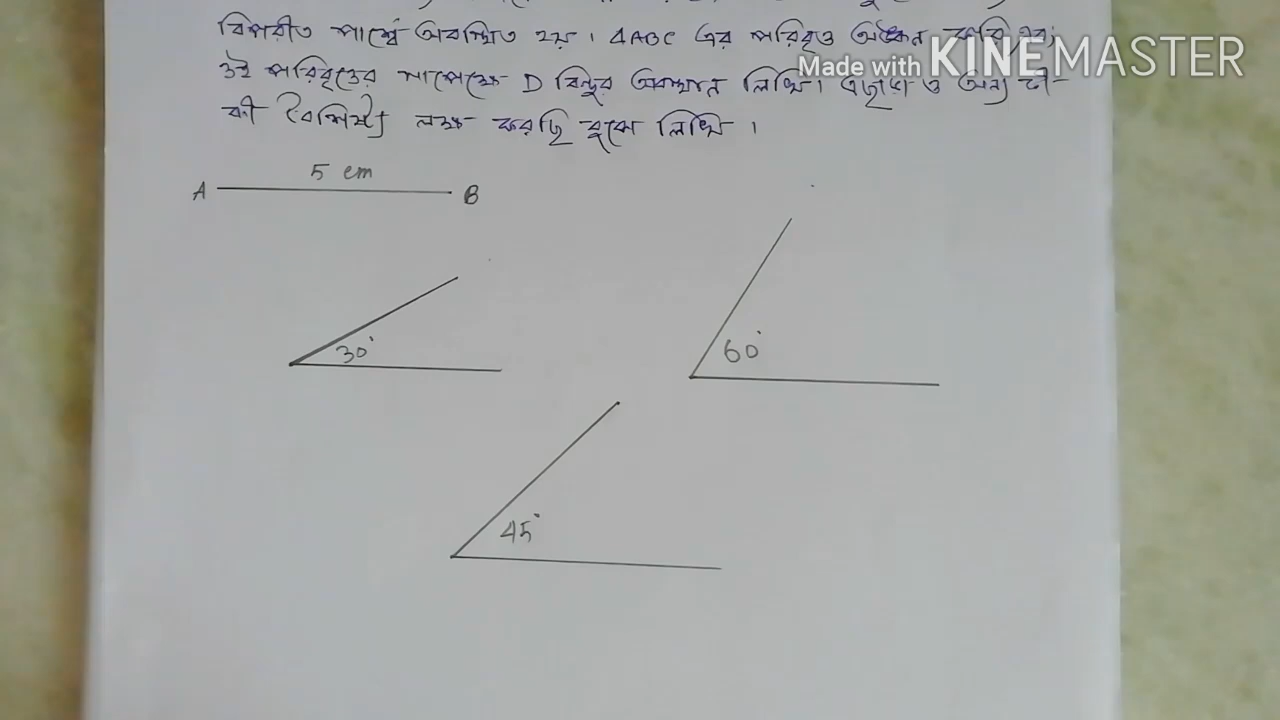 বিপরীত পার্শ্বে অবস্থিত হয়। ΔABC এর পরিবৃত্ত অঙ্কন করি এবং
ওই পরিবৃত্তের সাপেক্ষে D বিন্দুর অবস্থান লিখি। এছাড়াও অন্য কী
কী বৈশিষ্ট্য লক্ষ করছি বুঝে লিখি।
Made with KINEMASTER
5 cm
A B
30°
60°
45°